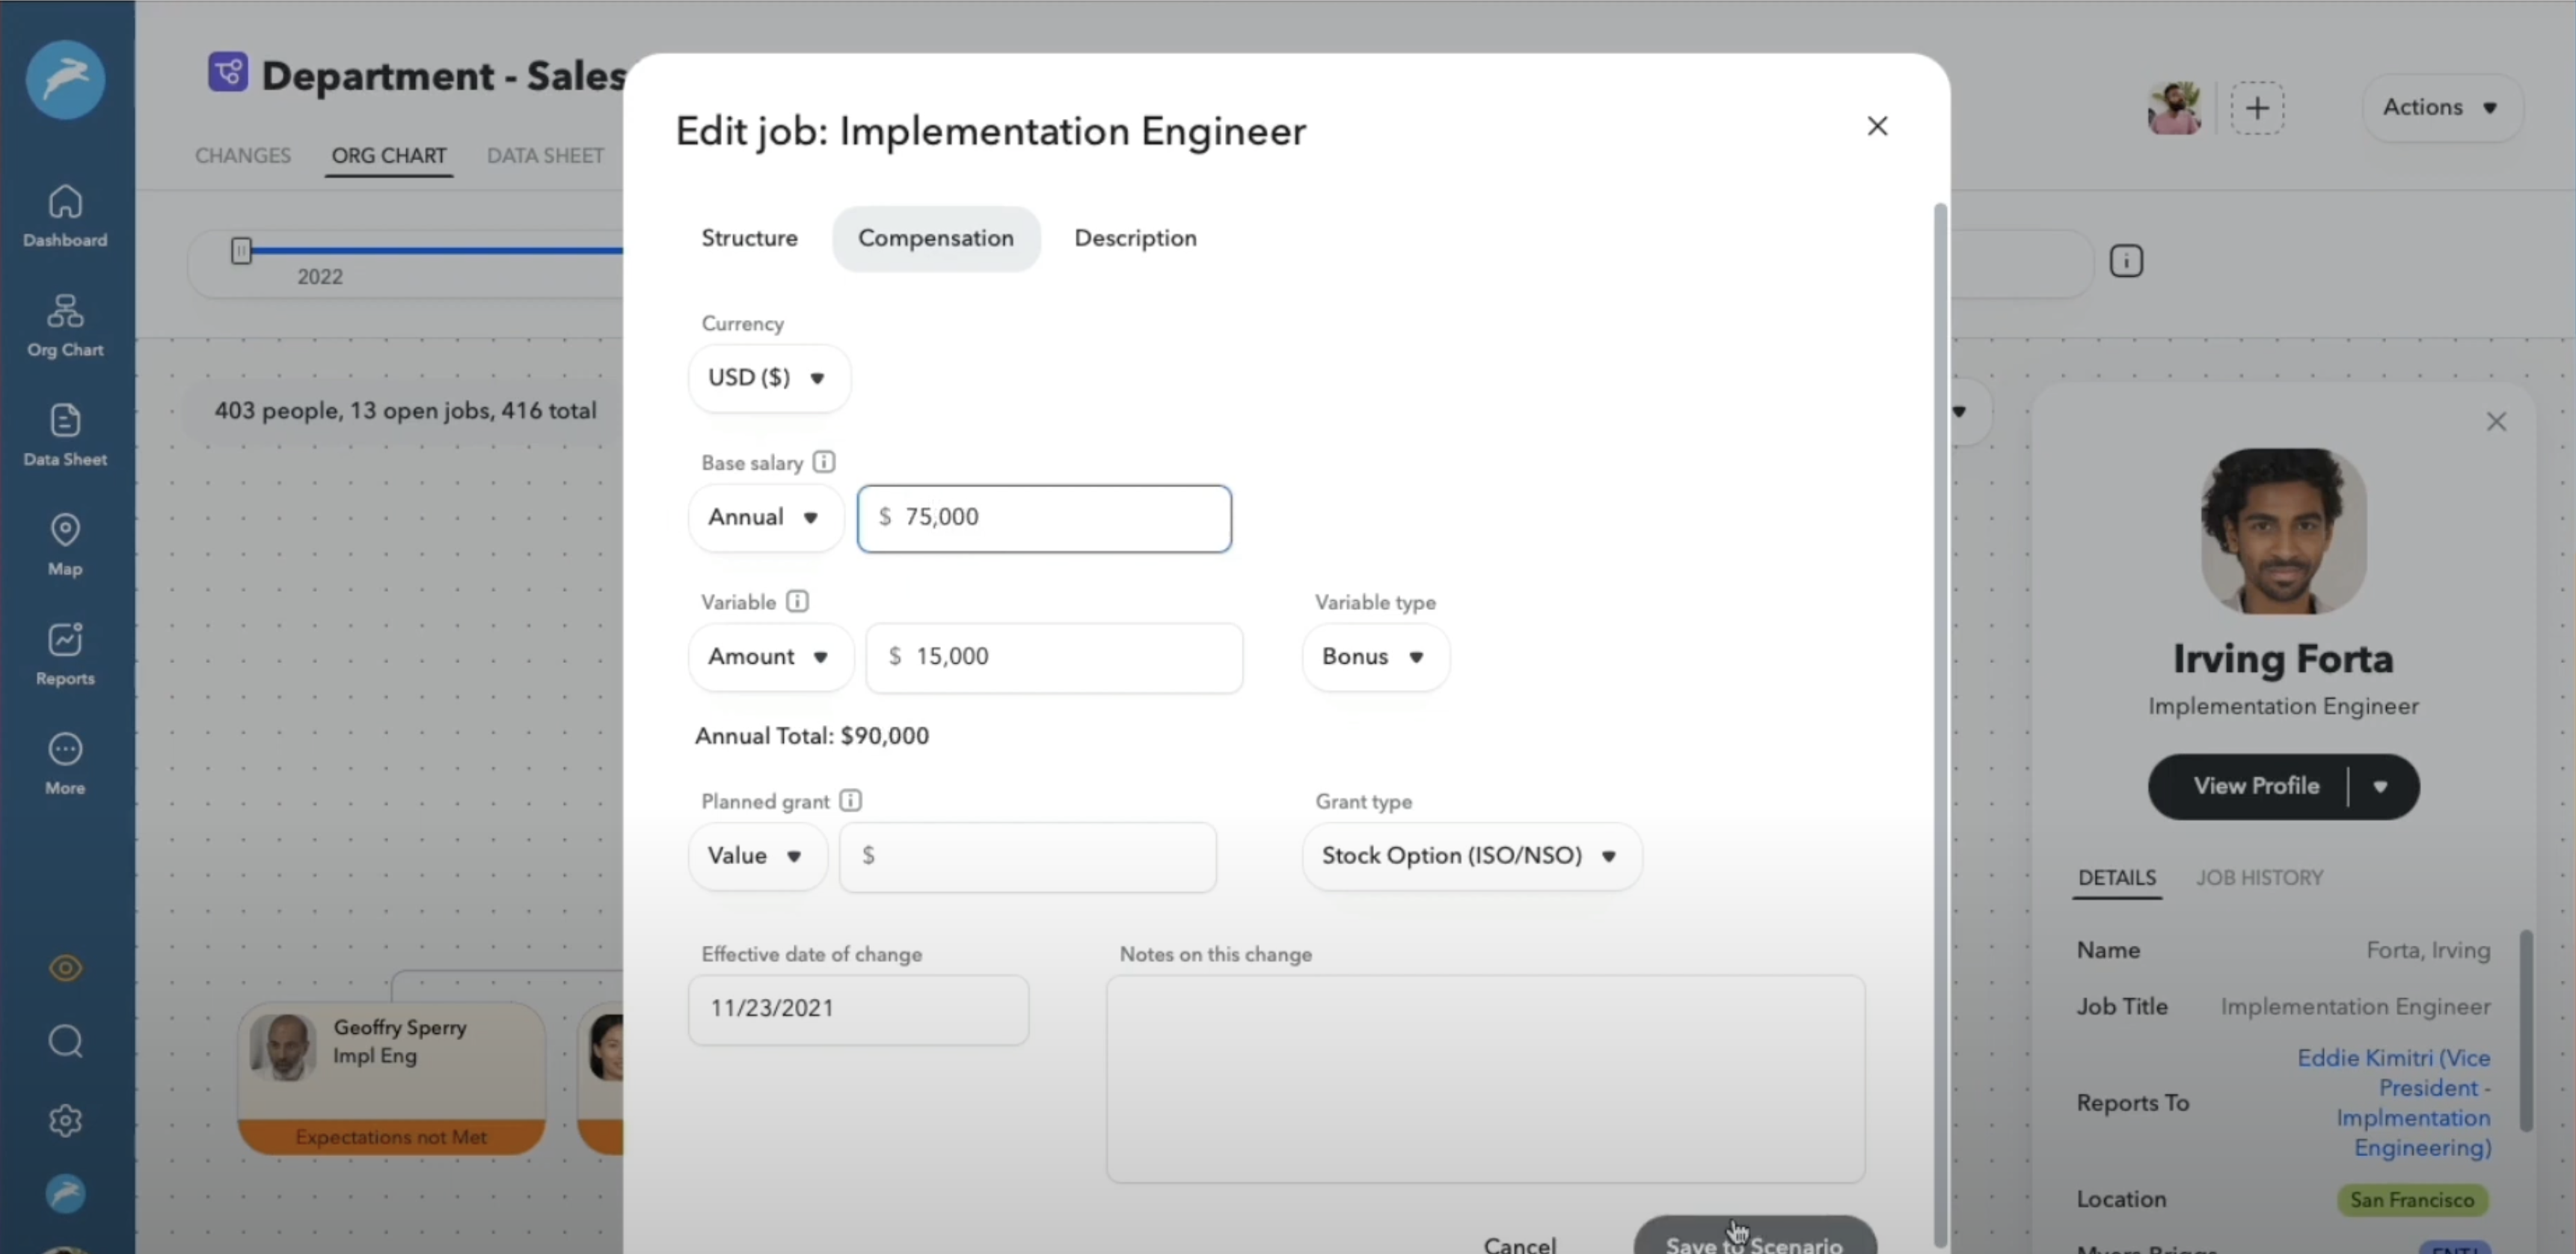 Department - Sales
CHANGES
ORG CHART
DATA SHEET
2022
403 people, 13 open jobs, 416 total
Dashboard
Org Chart
Data Sheet
Map
Reports
More
Geoffry Sperry
Impl Eng
Expectations not Met
Edit job: Implementation Engineer
Structure
Compensation
Description
Currency
USD ($)
Base salary
Annual
$ 75,000
Variable
Variable type
Amount
$ 15,000
Bonus
Annual Total: $90,000
Planned grant
Grant type
Value
$
Stock Option (ISO/NSO)
Effective date of change
Notes on this change
11/23/2021
Cancel
Save to Scenario
Actions
Irving Forta
Implementation Engineer
View Profile
DETAILS
JOB HISTORY
Name
Forta, Irving
Job Title
Implementation Engineer
Reports To
Eddie Kimitri (Vice
President -
Implmentation
Engineering)
Location
San Francisco